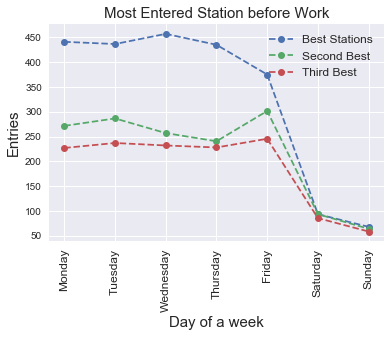 Most Entered Station before Work
Best Stations
Second Best
Third Best
Entries
450
400
350
300
250
200
150
100
50
Monday
Tuesday
Wednesday
Thursday
Friday
Saturday
Sunday
Day of a week